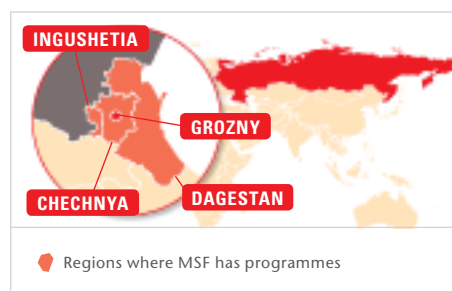 INGUSHETIA
GROZNY
CHECHNYA
DAGESTAN
Regions where MSF has programmes